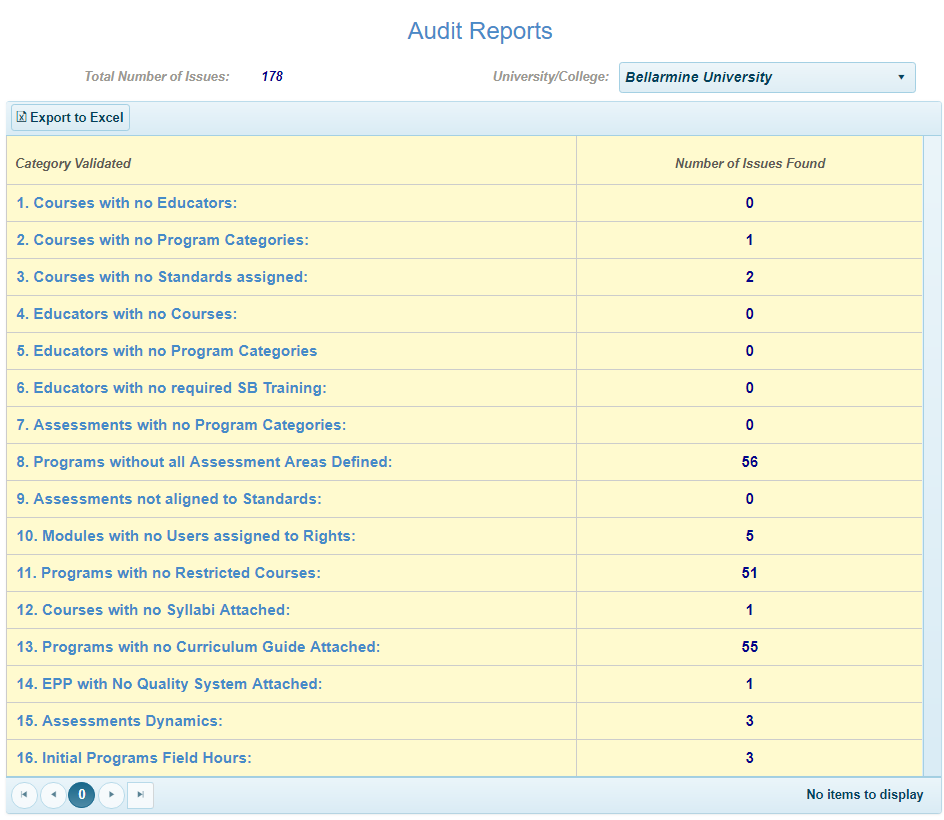 Audit Reports
Total Number of Issues: 178 University/College: Bellarmine University
Export to Excel
Category Validated Number of Issues Found
1. Courses with no Educators: 0
2. Courses with no Program Categories: 1
3. Courses with no Standards assigned: 2
4. Educators with no Courses: 0
5. Educators with no Program Categories 0
6. Educators with no required SB Training: 0
7. Assessments with no Program Categories: 0
8. Programs without all Assessment Areas Defined: 56
9. Assessments not aligned to Standards: 0
10. Modules with no Users assigned to Rights: 5
11. Programs with no Restricted Courses: 51
12. Courses with no Syllabi Attached: 1
13. Programs with no Curriculum Guide Attached: 55
14. EPP with No Quality System Attached: 1
15. Assessments Dynamics: 3
16. Initial Programs Field Hours: 3
0 No items to display